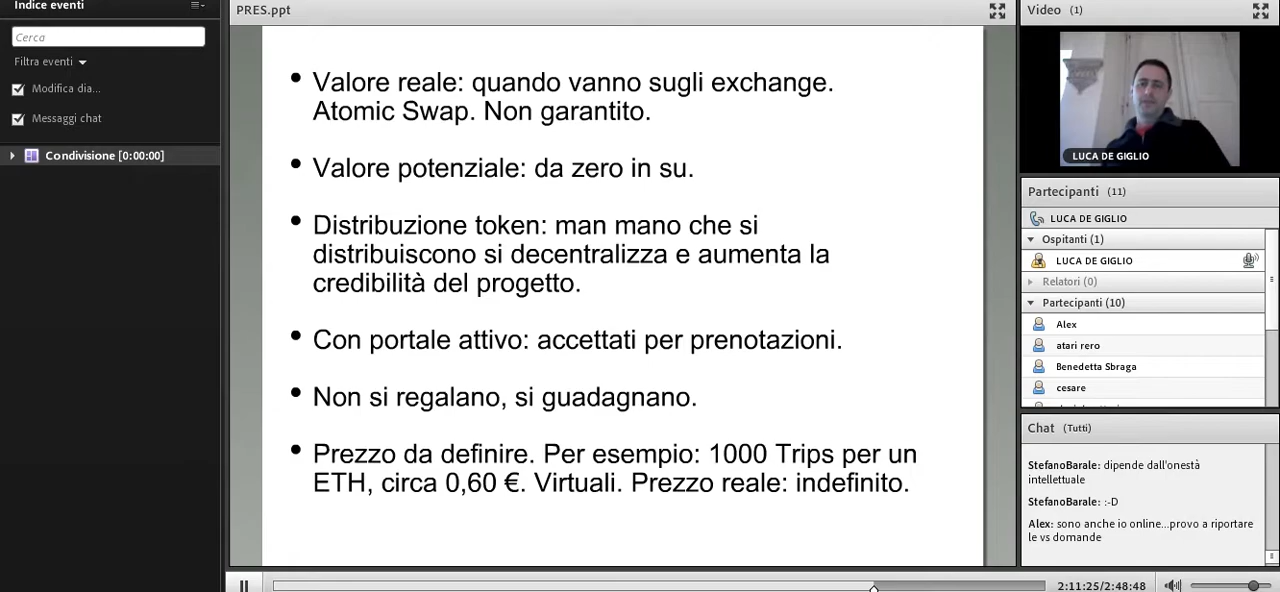 Indice eventi
Cerca
Filtra eventi
Modifica dia...
Messaggi chat
Condivisione [0:00:00]
PRES.ppt
• Valore reale: quando vanno sugli exchange.
Atomic Swap. Non garantito.
• Valore potenziale: da zero in su.
• Distribuzione token: man mano che si
distribuiscono si decentralizza e aumenta la
credibilità del progetto.
• Con portale attivo: accettati per prenotazioni.
• Non si regalano, si guadagnano.
• Prezzo da definire. Per esempio: 1000 Trips per un
ETH, circa 0,60 €. Virtuali. Prezzo reale: indefinito.
Video (1)
LUCA DE GIGLIO
Partecipanti (11)
LUCA DE GIGLIO
Ospitanti (1)
LUCA DE GIGLIO
Relatori (0)
Partecipanti (10)
Alex
atari rero
Benedetta Sbraga
cesare
Chat (Tutti)
StefanoBarale: dipende dall'onestà
intellettuale
StefanoBarale: :-D
Alex: sono anche io online...provo a riportare
le vs domande
2:11:25/2:48:48